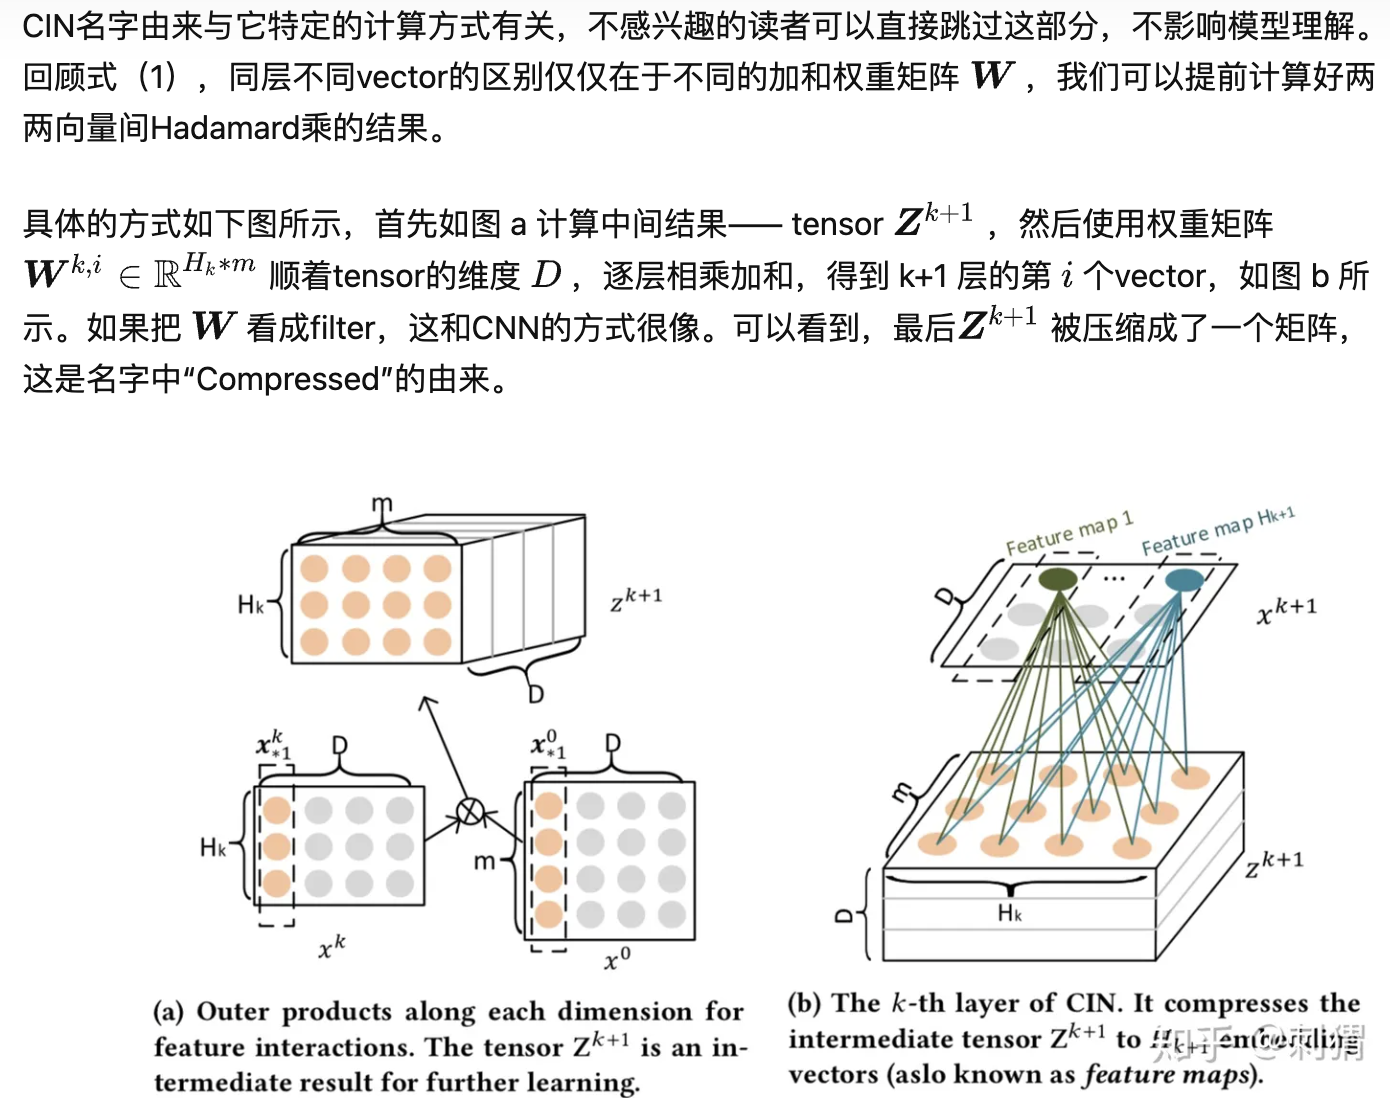 CIN名字由来与它特定的计算方式有关，不感兴趣的读者可以直接跳过这部分，不影响模型理解。
回顾式（1），同层不同vector的区别仅仅在于不同的加和权重矩阵 W ，我们可以提前计算好两
两向量间Hadamard乘的结果。
具体的方式如下图所示，首先如图 a 计算中间结果—— tensor Z^{k+1} ，然后使用权重矩阵
W^{k,i} ∈ ℝ^{H_k*m} 顺着tensor的维度 D ，逐层相乘加和，得到 k+1 层的第 i 个vector，如图 b 所
示。如果把 W 看成filter，这和CNN的方式很像。可以看到，最后Z^{k+1} 被压缩成了一个矩阵，
这是名字中“Compressed”的由来。
m
H_k
z^{k+1}
D
x^k_{*1}
D
x^0_{*1}
D
H_k
m
x^k
x^0
(a) Outer products along each dimension for
feature interactions. The tensor Z^{k+1} is an in-
termediate result for further learning.
Feature map 1
Feature map H_{k+1}
...
D
x^{k+1}
m
z^{k+1}
D
H_k
(b) The k-th layer of CIN. It compresses the
intermediate tensor Z^{k+1} to H_{k+1} embedding
vectors (aslo known as feature maps).
知乎 @刺猬